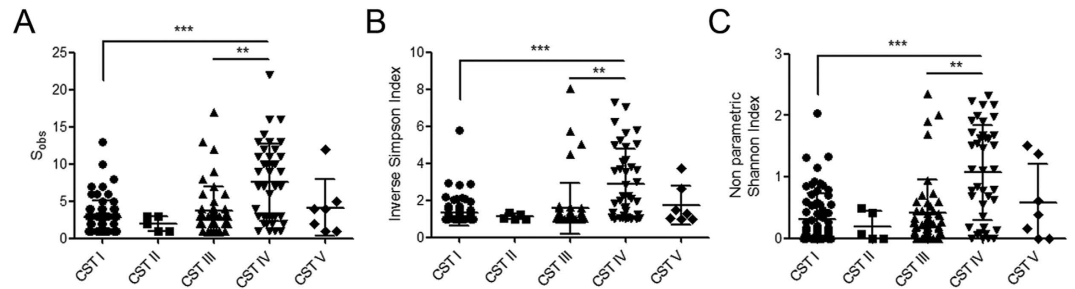 A
***
**
S_obs
25
20
15
10
5
0
CST I
CST II
CST III
CST IV
CST V
B
***
**
Inverse Simpson Index
10
8
6
4
2
0
CST I
CST II
CST III
CST IV
CST V
C
***
**
Non parametric
Shannon Index
3
2
1
0
CST I
CST II
CST III
CST IV
CST V